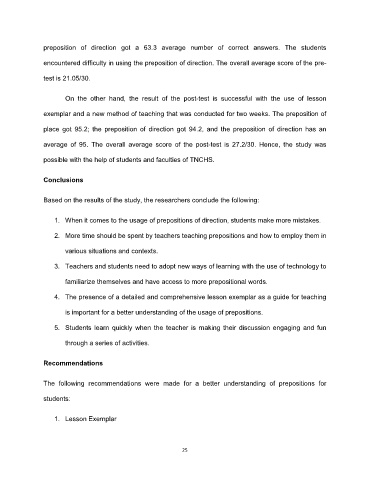 preposition of direction got a 63.3 average number of correct answers. The students
encountered difficulty in using the preposition of direction. The overall average score of the pre-
test is 21.05/30.
On the other hand, the result of the post-test is successful with the use of lesson
exemplar and a new method of teaching that was conducted for two weeks. The preposition of
place got 95.2; the preposition of direction got 94.2, and the preposition of direction has an
average of 95. The overall average score of the post-test is 27.2/30. Hence, the study was
possible with the help of students and faculties of TNCHS.
Conclusions
Based on the results of the study, the researchers conclude the following:
1. When it comes to the usage of prepositions of direction, students make more mistakes.
2. More time should be spent by teachers teaching prepositions and how to employ them in
various situations and contexts.
3. Teachers and students need to adopt new ways of learning with the use of technology to
familiarize themselves and have access to more prepositional words.
4. The presence of a detailed and comprehensive lesson exemplar as a guide for teaching
is important for a better understanding of the usage of prepositions.
5. Students learn quickly when the teacher is making their discussion engaging and fun
through a series of activities.
Recommendations
The following recommendations were made for a better understanding of prepositions for
students:
1. Lesson Exemplar
25